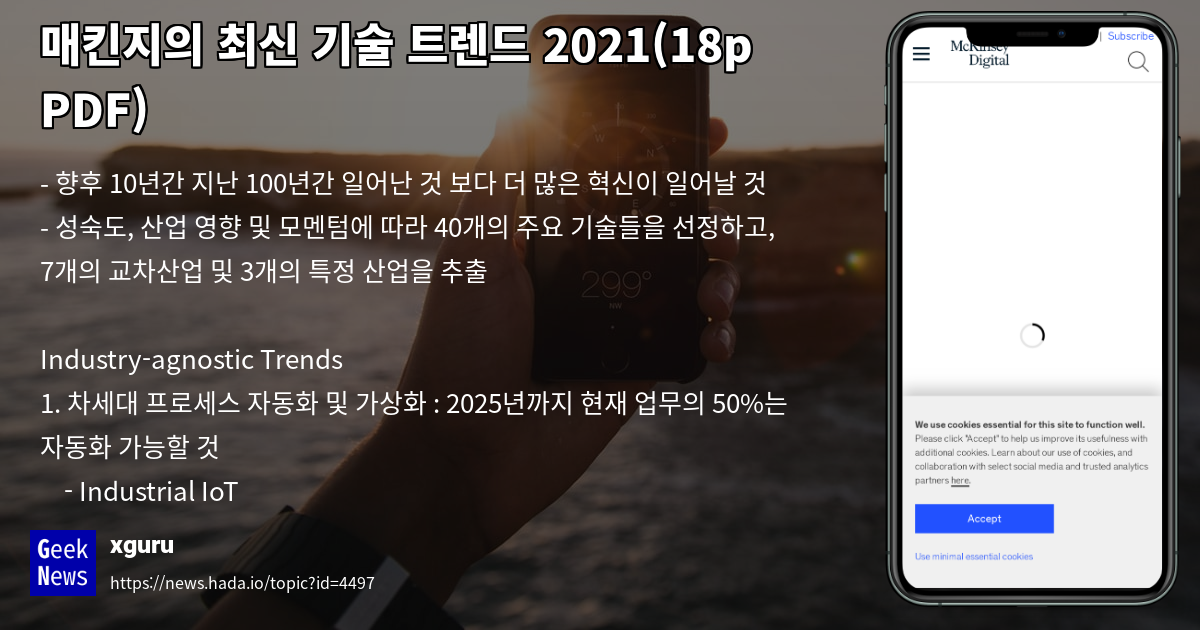 매킨지의 최신 기술 트렌드 2021(18p
PDF)
- 향후 10년간 지난 100년간 일어난 것 보다 더 많은 혁신이 일어날 것
- 성숙도, 산업 영향 및 모멘텀에 따라 40개의 주요 기술들을 선정하고,
7개의 교차산업 및 3개의 특정 산업을 추출
Industry-agnostic Trends
1. 차세대 프로세스 자동화 및 가상화 : 2025년까지 현재 업무의 50%는
자동화 가능할 것
- Industrial IoT
Geek
News
xguru
https://news.hada.io/topic?id=4497
W
N
E
299°
NW
| Subscribe
McKinsey
Digital
We use cookies essential for this site to function well.
Please click "Accept" to help us improve its usefulness with
additional cookies. Learn about our use of cookies, and
collaboration with select social media and trusted analytics
partners here.
Accept
Use minimal essential cookies